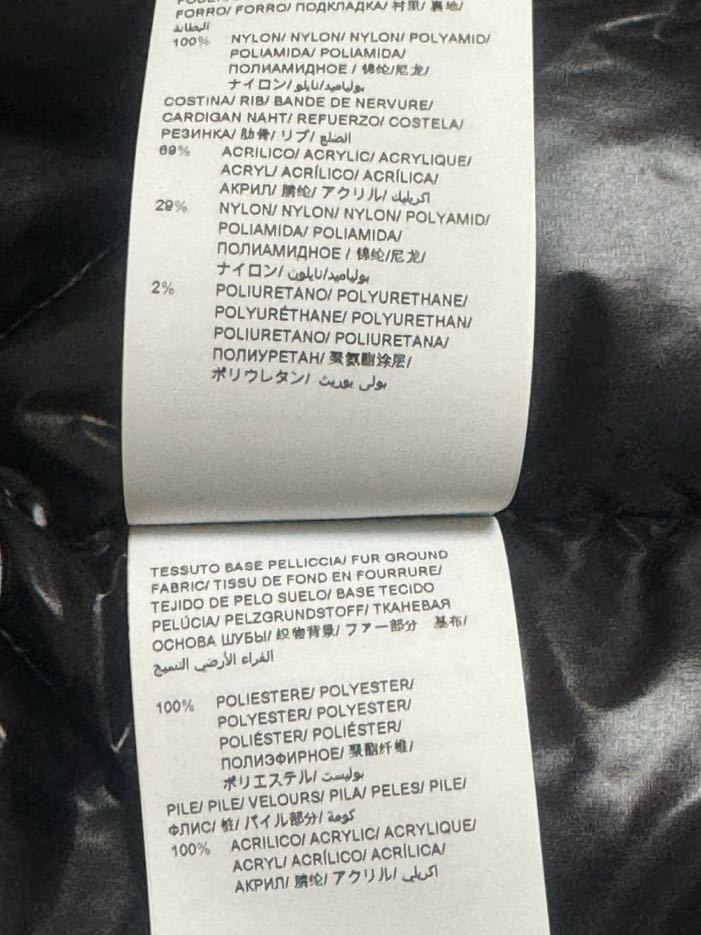 FORRO/ FORRO/ ПОДКЛАДКА/ 村里/ 裏地/
البطانة
100% NYLON/ NYLON/ NYLON/ POLYAMID/
POLIAMIDA/ POLIAMIDA/
ПОЛИАМИДНОЕ / 锦纶/尼龙/
ナイロン/ بولياميد/نايلو
COSTINA/ RIB/ BANDE DE NERVURE/
CARDIGAN NAHT/ REFUERZO/ COSTELA/
РЕЗИНКА/ 肋骨/ リブ/ الضلع
69% ACRILICO/ ACRYLIC/ ACRYLIQUE/
ACRYL/ ACRÍLICO/ ACRÍLICA/
АКРИЛ/ 腈纶/ アクリル/ اكريليك
29% NYLON/ NYLON/ NYLON/ POLYAMID/
POLIAMIDA/ POLIAMIDA/
ПОЛИАМИДНОЕ / 锦纶/尼龙/
ナイロン/ بولياميد/نايلون
2% POLIURETANO/ POLYURETHANE/
POLYURÉTHANE/ POLYURETHAN/
POLIURETANO/ POLIURETANA/
ПОЛИУРЕТАН/ 聚氨酯涂层/
ポリウレタン/ بولي يوريث
TESSUTO BASE PELLICCIA/ FUR GROUND
FABRIC/ TISSU DE FOND EN FOURRURE/
TEJIDO DE PELO SUELO/ BASE TECIDO
PELÚCIA/ PELZGRUNDSTOFF/ ТКАНЕВАЯ
ОСНОВА ШУБЫ/ 织物背景/ ファー部分 基布/
الفراء الأرضي النسيج
100% POLIESTERE/ POLYESTER/
POLYESTER/ POLYESTER/
POLIÉSTER/ POLIÉSTER/
ПОЛИЭФИРНОЕ/ 聚酯纤维/
ポリエステル/ بوليست
PILE/ PILE/ VELOURS/ PILA/ PELES/ PILE/
ФЛИС/ 桩/ パイル部分/ كومة
100% ACRILICO/ ACRYLIC/ ACRYLIQUE/
ACRYL/ ACRÍLICO/ ACRÍLICA/
АКРИЛ/ 腈纶/ アクリル/ اكريلي